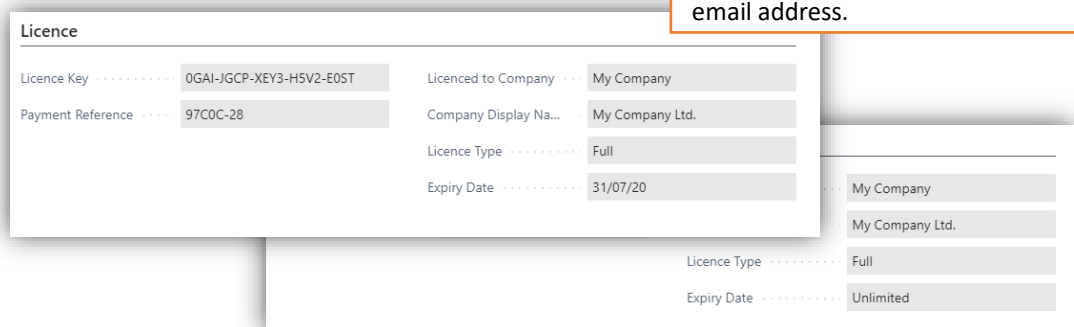 email address.
Licence
Licence Key 0GAI-JGCP-XEY3-H5V2-E0ST
Payment Reference 97C0C-28
Licenced to Company My Company
Company Display Na... My Company Ltd.
Licence Type Full
Expiry Date 31/07/20
My Company
My Company Ltd.
Licence Type Full
Expiry Date Unlimited